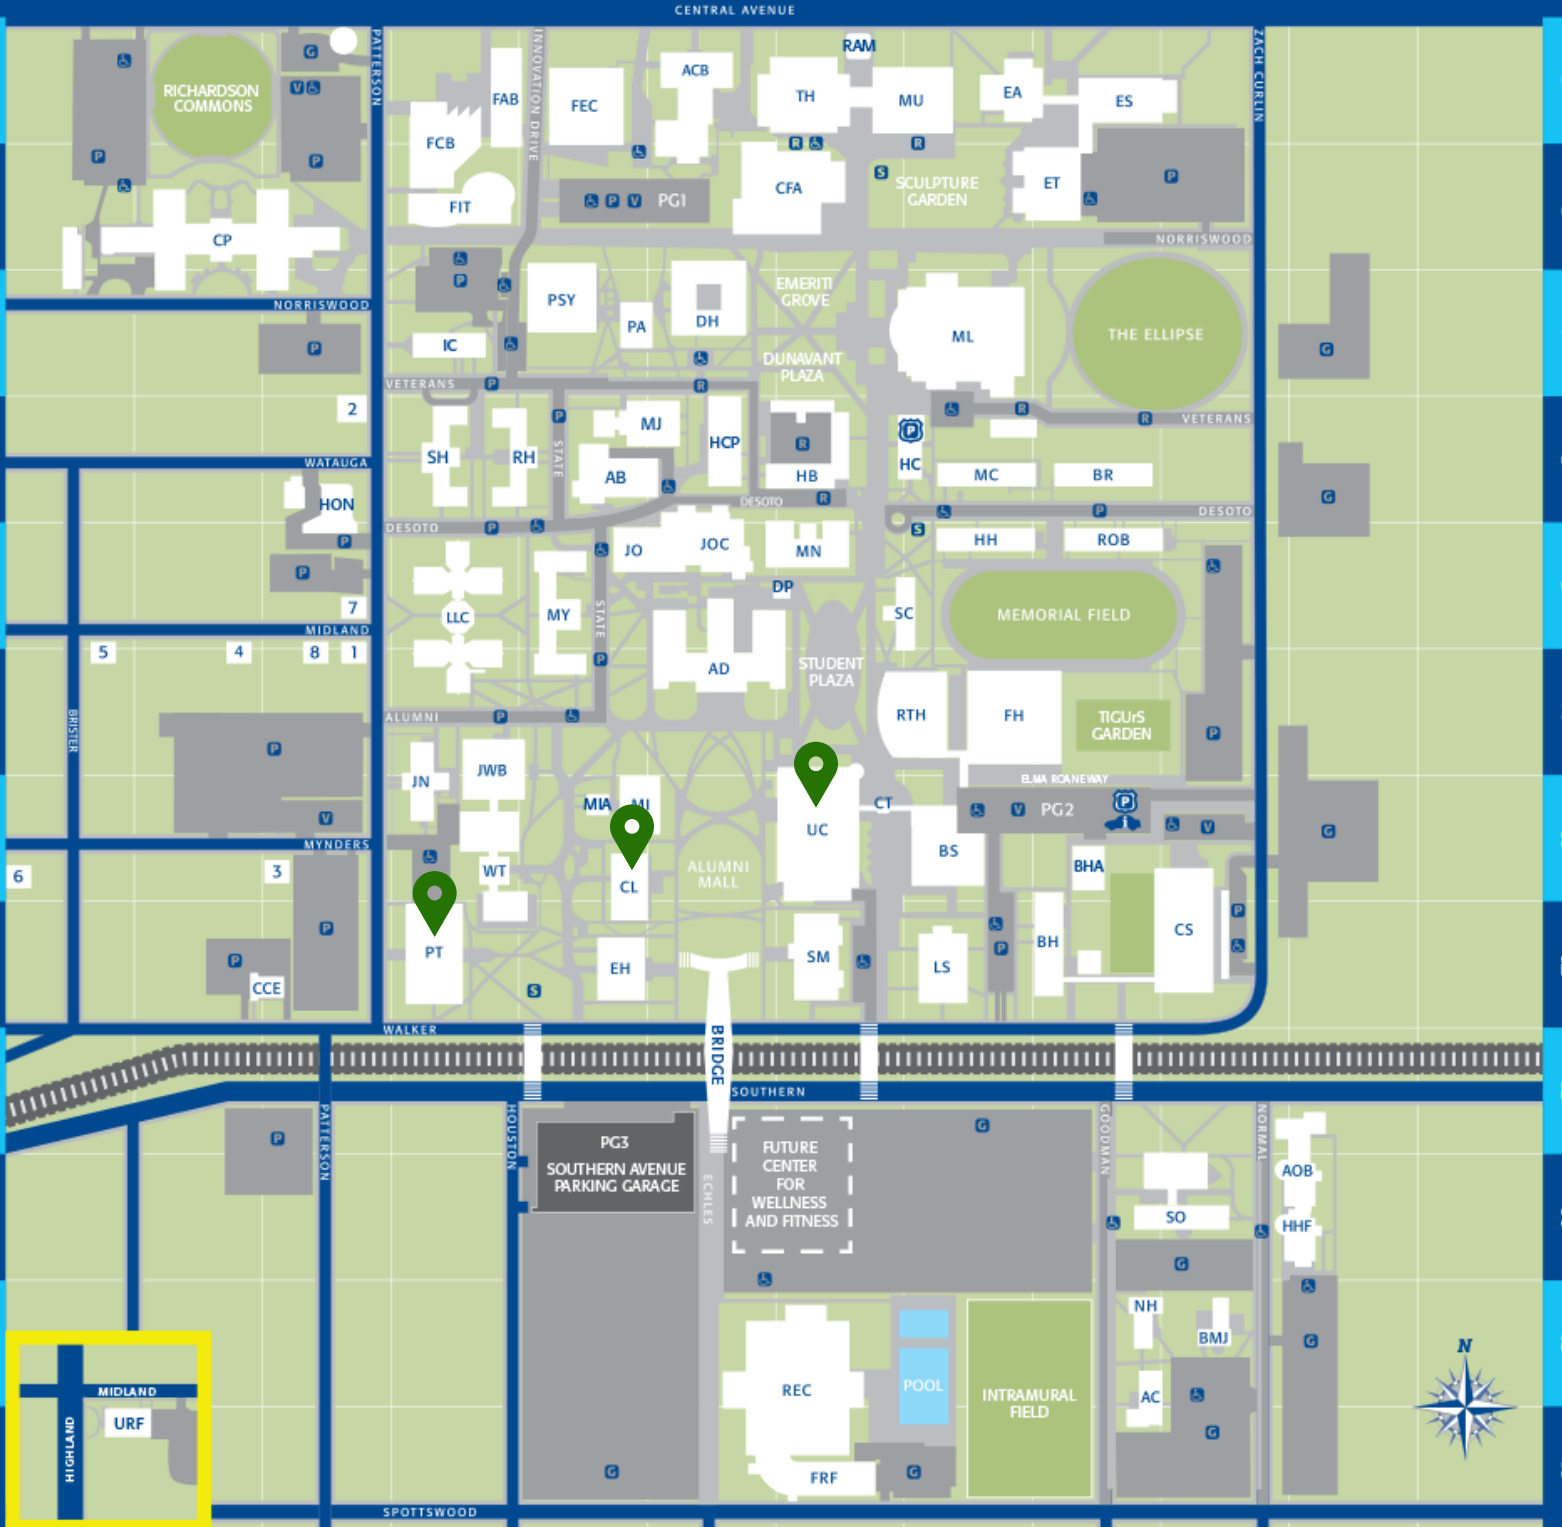 CENTRAL AVENUE
PATTERSON
INNOVATION DRIVE
ZACH CURLIN
RICHARDSON
COMMONS
G
V
P
P
P
FAB
FCB
FIT
FEC
ACB
RAM
TH
MU
EA
ES
R
R
S
P
P V PG1
CFA
SCULPTURE
GARDEN
ET
CP
NORRISWOOD
NORRISWOOD
P
P
IC
PSY
PA
DH
EMERITI
GROVE
DUNAVANT
PLAZA
ML
THE ELLIPSE
G
VETERANS
P
R
R
R
VETERANS
2
P
SH
RH
STATE
MJ
AB
HCP
R
HB
P
HC
MC
BR
G
WATAUGA
HON
P
P
DESOTO
R
DESOTO
P
P
DESOTO
S
HH
ROB
JO
JOC
MN
DP
7
MIDLAND
5
4
8
1
LLC
MY
STATE
P
AD
STUDENT
PLAZA
SC
MEMORIAL FIELD
BRISTER
ALUMNI
P
RTH
FH
TIGUrS
GARDEN
P
P
V
JN
JWB
MIA
MJ
UC
CT
ELMA ROANEWAY
V
PG2
P
i
V
G
MYNDERS
6
3
P
P
CCE
WT
CL
ALUMNI
MALL
BS
BHA
PT
EH
S
SM
LS
P
BH
CS
P
WALKER
BRIDGE
SOUTHERN
PATTERSON
HOUSTON
P
PG3
SOUTHERN AVENUE
PARKING GARAGE
ECHLES
FUTURE
CENTER
FOR
WELLNESS
AND FITNESS
G
GOODMAN
NORMAL
SO
AOB
HHF
G
NH
BMJ
G
AC
G
REC
POOL
INTRAMURAL
FIELD
FRF
G
G
N
MIDLAND
HIGHLAND
URF
SPOTTSWOOD